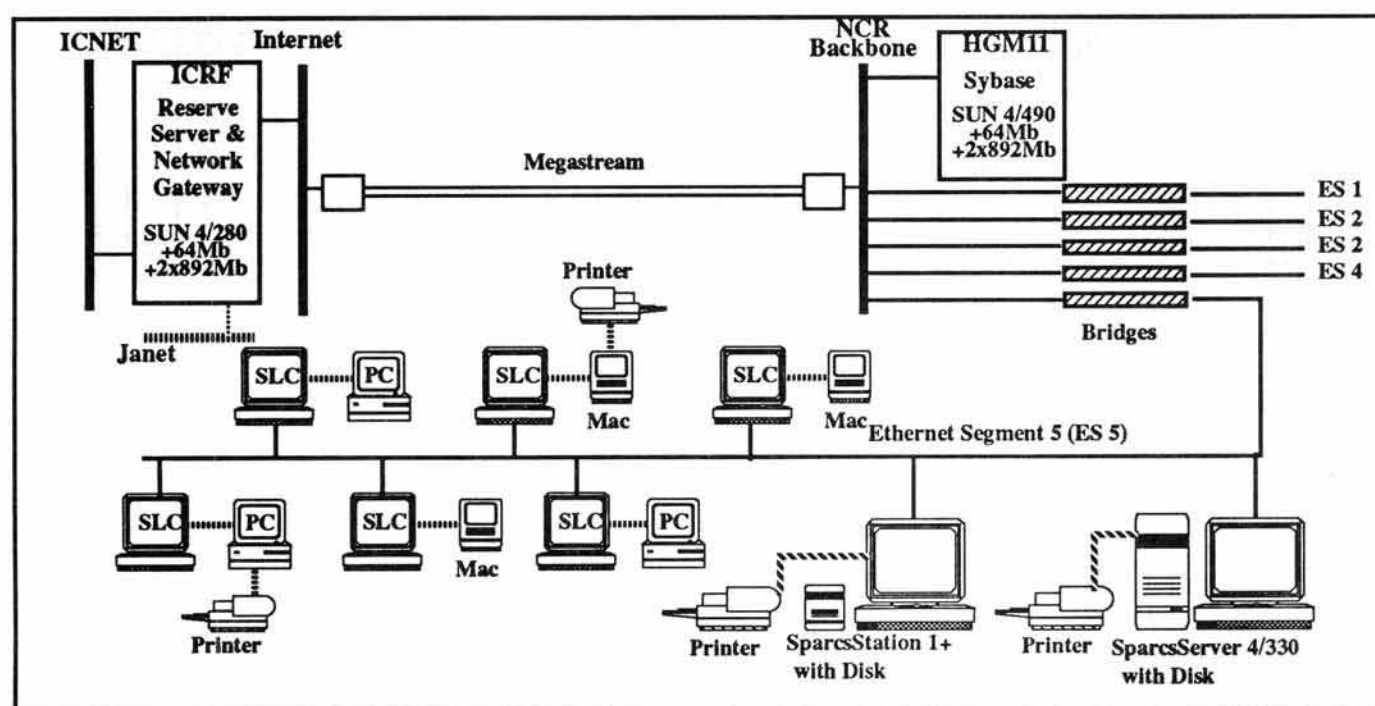 ICNET
Internet
NCR
Backbone
ICRF
Reserve
Server &
Network
Gateway
SUN 4/280
+64Mb
+2x892Mb
HGM11
Sybase
SUN 4/490
+64Mb
+2x892Mb
Megastream
ES 1
ES 2
ES 2
ES 4
Bridges
Janet
Printer
SLC
PC
SLC
Mac
SLC
Mac
Ethernet Segment 5 (ES 5)
SLC
PC
SLC
Mac
SLC
PC
Printer
Printer
SparcsStation 1+
with Disk
Printer
SparcsServer 4/330
with Disk